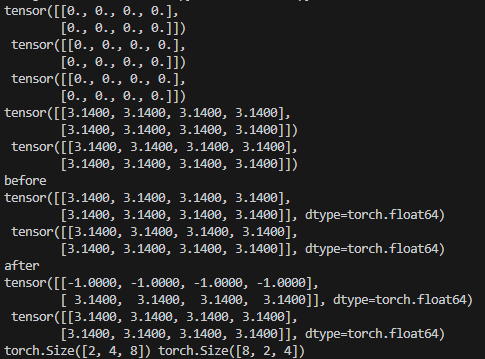 tensor([[0., 0., 0., 0.],
        [0., 0., 0., 0.]])
 tensor([[0., 0., 0., 0.],
        [0., 0., 0., 0.]])
 tensor([[0., 0., 0., 0.],
        [0., 0., 0., 0.]])
tensor([[3.1400, 3.1400, 3.1400, 3.1400],
        [3.1400, 3.1400, 3.1400, 3.1400]])
 tensor([[3.1400, 3.1400, 3.1400, 3.1400],
        [3.1400, 3.1400, 3.1400, 3.1400]])
before
tensor([[3.1400, 3.1400, 3.1400, 3.1400],
        [3.1400, 3.1400, 3.1400, 3.1400]], dtype=torch.float64)
 tensor([[3.1400, 3.1400, 3.1400, 3.1400],
        [3.1400, 3.1400, 3.1400, 3.1400]], dtype=torch.float64)
after
tensor([[-1.0000, -1.0000, -1.0000, -1.0000],
        [ 3.1400,  3.1400,  3.1400,  3.1400]], dtype=torch.float64)
 tensor([[3.1400, 3.1400, 3.1400, 3.1400],
        [3.1400, 3.1400, 3.1400, 3.1400]], dtype=torch.float64)
torch.Size([2, 4, 8]) torch.Size([8, 2, 4])